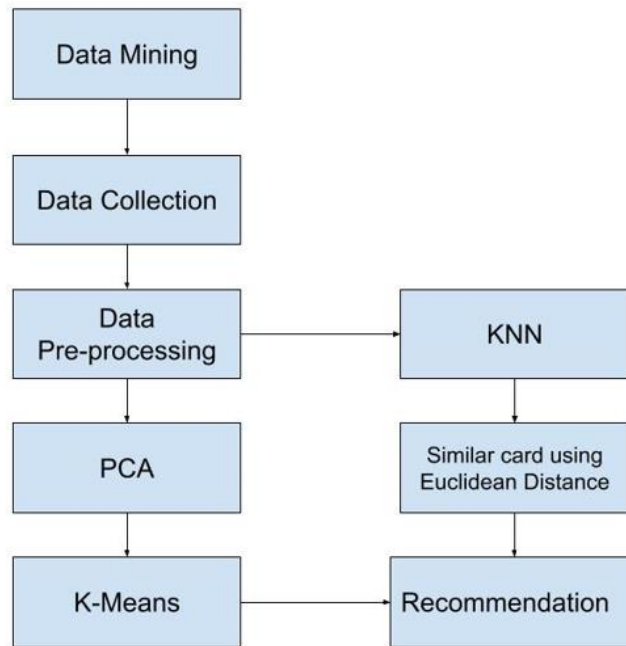 Data Mining
Data Collection
Data
Pre-processing
KNN
PCA
Similar card using
Euclidean Distance
K-Means
Recommendation